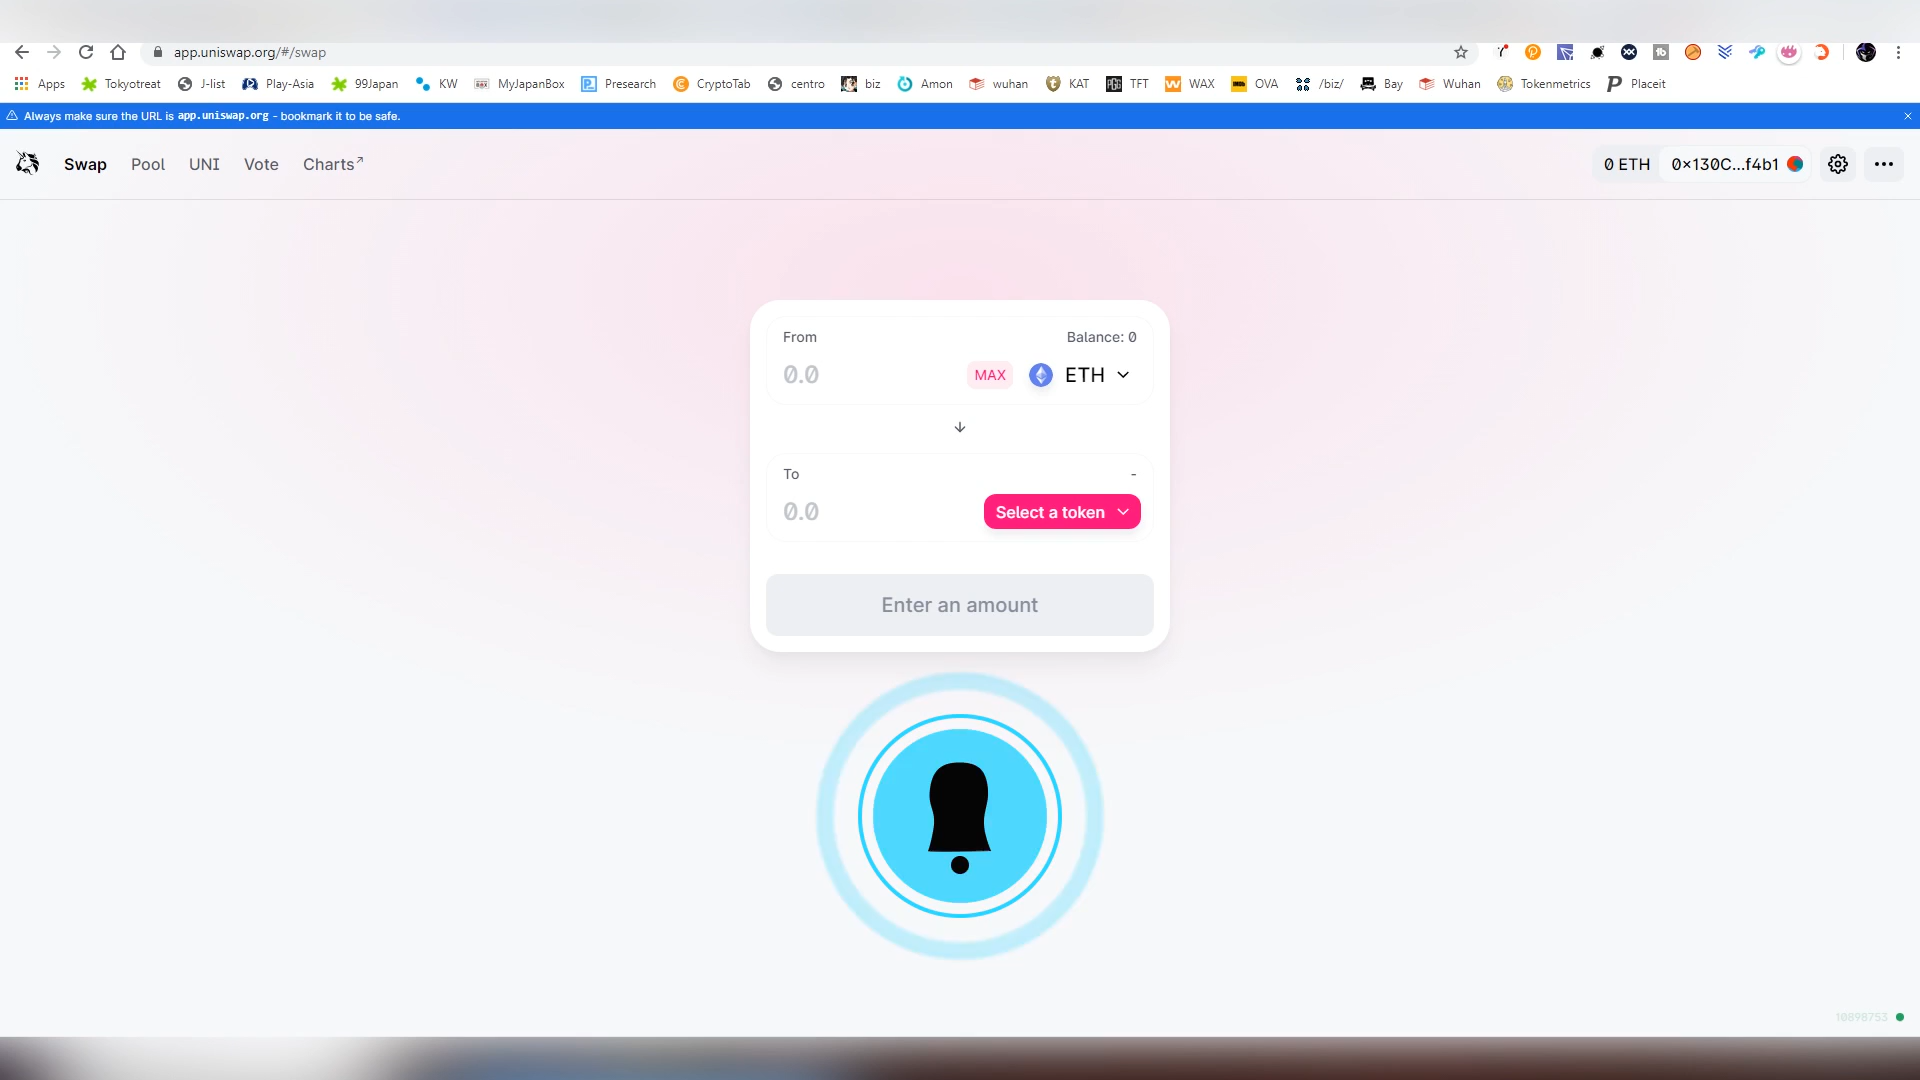 app.uniswap.org/#/swap
Apps Tokyotreat J-list Play-Asia 99Japan KW MyJapanBox Presearch CryptoTab centro biz Amon wuhan KAT TFT WAX OVA /biz/ Bay Wuhan Tokenmetrics Placeit
Always make sure the URL is app.uniswap.org - bookmark it to be safe.
Swap Pool UNI Vote Charts↗ 0 ETH 0×130C...f4b1
From Balance: 0
0.0 MAX ETH
To -
0.0 Select a token
Enter an amount
10898753